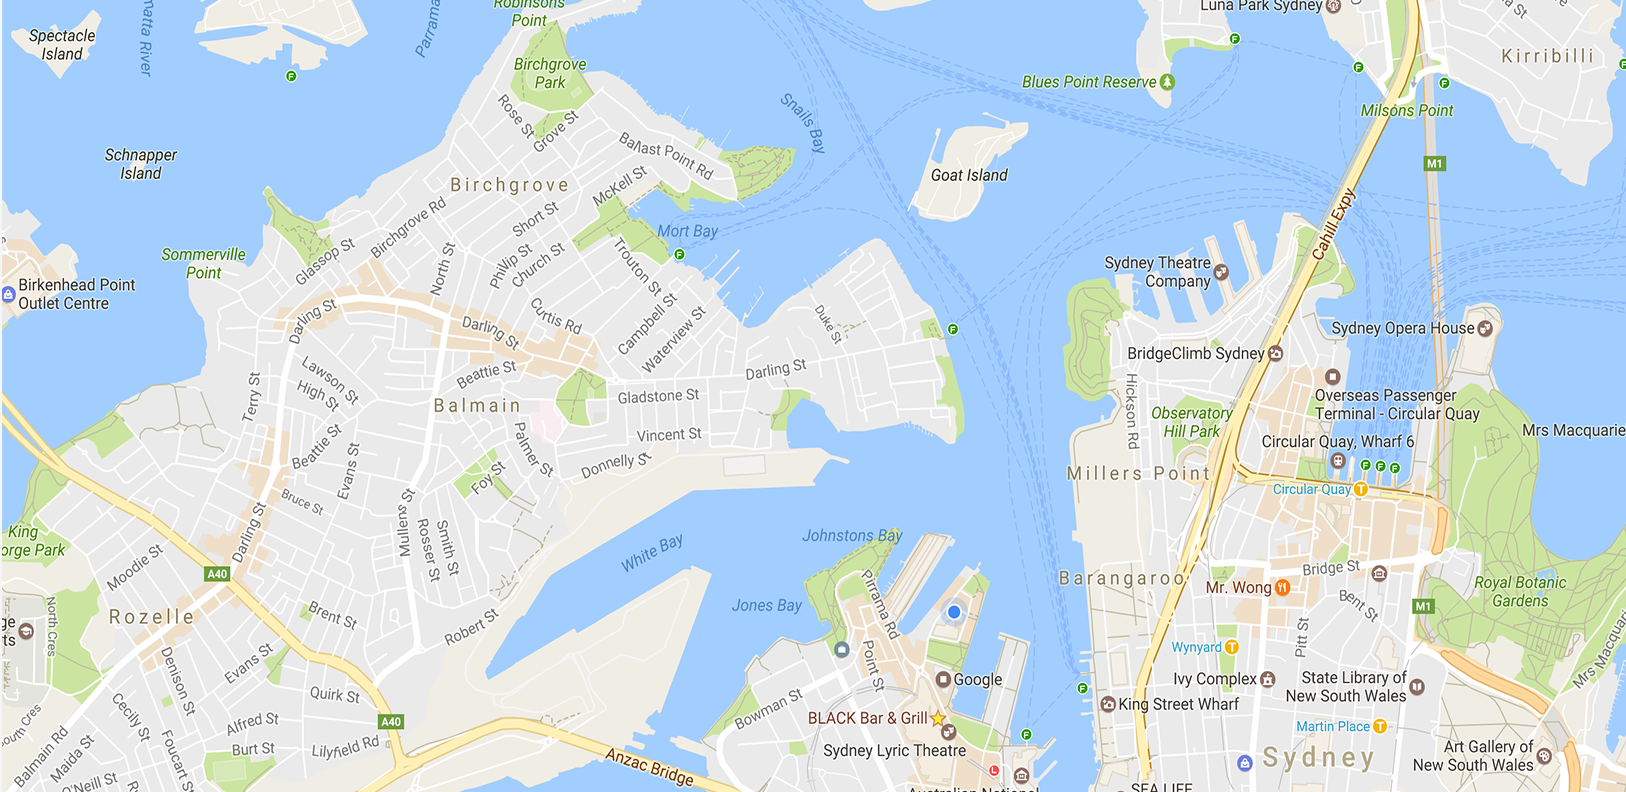 Robinsons
Point
Luna Park Sydney
Spectacle
Island
Kirribilli
Birchgrove
Park
Blues Point Reserve
Snails Bay
Milsons Point
Rose St
Grove St
Ballast Point Rd
Schnapper
Island
M1
Goat Island
Birchgrove
McKell St
Birchgrove Rd
Short St
Cahill Expy
Mort Bay
Sommerville
Point
Glassop St
North St
Philip St
Church St
Trouton St
Sydney Theatre
Company
Birkenhead Point
Outlet Centre
Darling St
Curtis Rd
Campbell St
Waterview St
Duke St
Darling St
Sydney Opera House
BridgeClimb Sydney
Lawson St
High St
Beattie St
Darling St
Terry St
Gladstone St
Hickson Rd
Overseas Passenger
Terminal - Circular Quay
Balmain
Observatory
Hill Park
Palmer St
Vincent St
Mrs Macquarie
Circular Quay, Wharf 6
Beattie St
Evans St
Donnelly St
Foy St
Millers Point
Circular Quay
Bruce St
Darling St
Mullens St
Rosser St
Smith St
King
orge Park
White Bay
Johnstons Bay
Moodie St
A40
Pirrama Rd
Barangaroo
Bridge St
Mr. Wong
Royal Botanic
Gardens
Jones Bay
Bent St
M1
Rozelle
North Cres
ge
rts
Brent St
Robert St
Pitt St
Point St
Wynyard
Evans St
Denison St
Google
Ivy Complex
State Library of
New South Wales
Mrs Macquari
Quirk St
Cecily St
Bowman St
King Street Wharf
BLACK Bar & Grill
South Cres
Alfred St
A40
Martin Place
Balmain Rd
Maida St
Burt St
Lilyfield Rd
Foucart St
Sydney Lyric Theatre
Anzac Bridge
Sydney
Art Gallery of
New South Wales
O'Neill St
Australian National
SEA LIFE